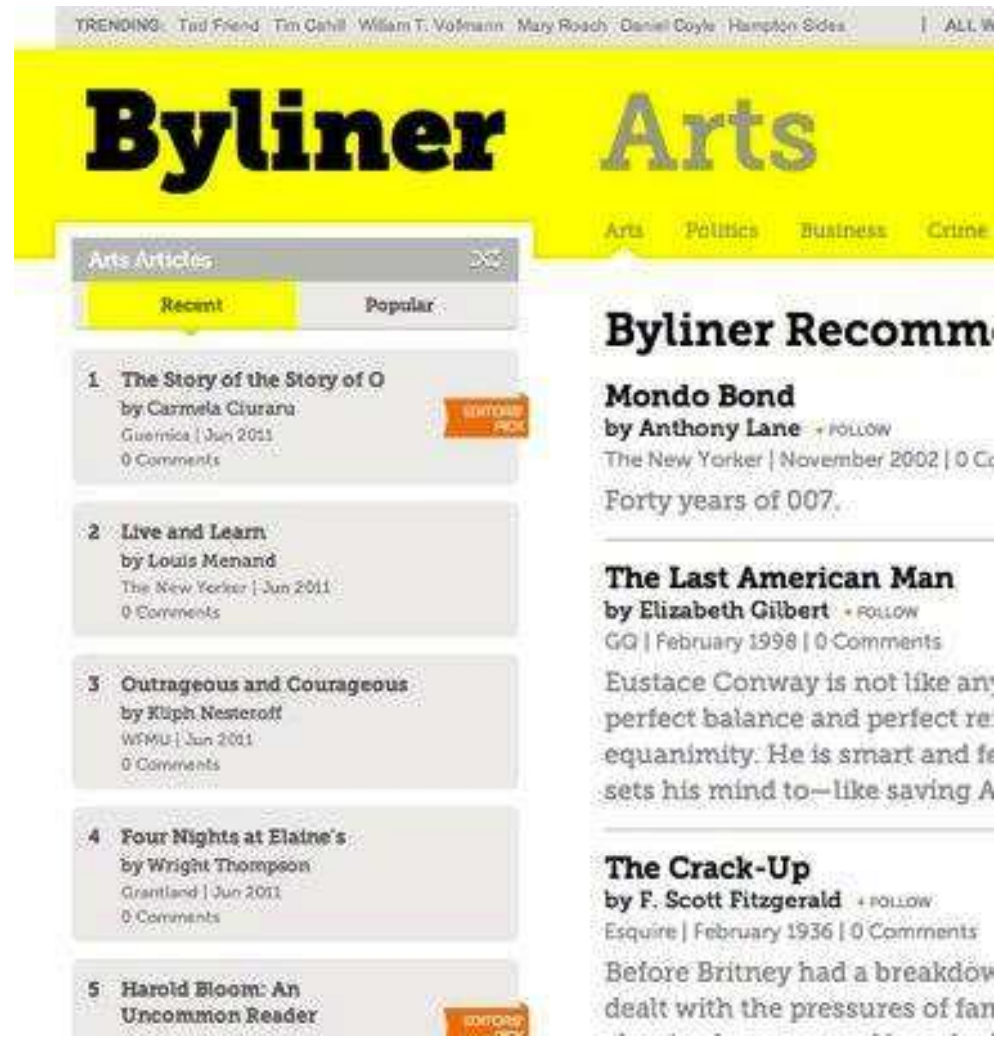 TRENDING: Tad Friend Tim Cahill William T. Vollmann Mary Roach Daniel Coyle Hampton Sides | ALL W
Byliner Arts
Arts Politics Business Crime
Arts Articles
Recent Popular
1 The Story of the Story of O
by Carmela Ciuraru
Guernica | Jun 2011
0 Comments
EDITORS'
PICK
2 Live and Learn
by Louis Menand
The New Yorker | Jun 2011
0 Comments
3 Outrageous and Courageous
by Kliph Nesteroff
WFMU | Jun 2011
0 Comments
4 Four Nights at Elaine's
by Wright Thompson
Grantland | Jun 2011
0 Comments
5 Harold Bloom: An
Uncommon Reader
EDITORS'
PICK
Byliner Recomm
Mondo Bond
by Anthony Lane + FOLLOW
The New Yorker | November 2002 | 0 Co
Forty years of 007.
The Last American Man
by Elizabeth Gilbert + FOLLOW
GQ | February 1998 | 0 Comments
Eustace Conway is not like any
perfect balance and perfect re
equanimity. He is smart and fe
sets his mind to—like saving A
The Crack-Up
by F. Scott Fitzgerald + FOLLOW
Esquire | February 1936 | 0 Comments
Before Britney had a breakdow
dealt with the pressures of fam